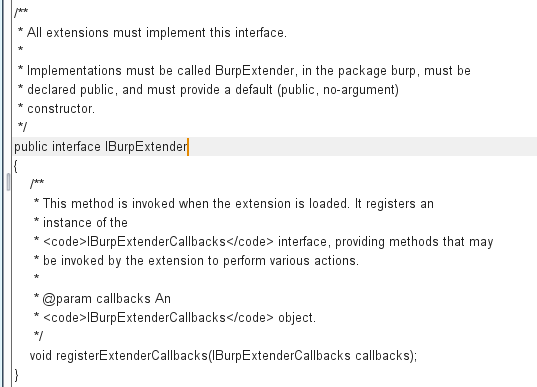 /**
* All extensions must implement this interface.
*
* Implementations must be called BurpExtender, in the package burp, must be
* declared public, and must provide a default (public, no-argument)
* constructor.
*/
public interface IBurpExtender
{
/**
* This method is invoked when the extension is loaded. It registers an
* instance of the
* <code>IBurpExtenderCallbacks</code> interface, providing methods that may
* be invoked by the extension to perform various actions.
*
* @param callbacks An
* <code>IBurpExtenderCallbacks</code> object.
*/
void registerExtenderCallbacks(IBurpExtenderCallbacks callbacks);
}